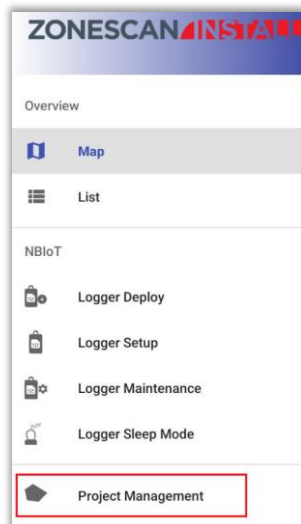 ZONESCAN INSTALL
Overview
Map
List
NBIoT
Logger Deploy
Logger Setup
Logger Maintenance
Logger Sleep Mode
Project Management